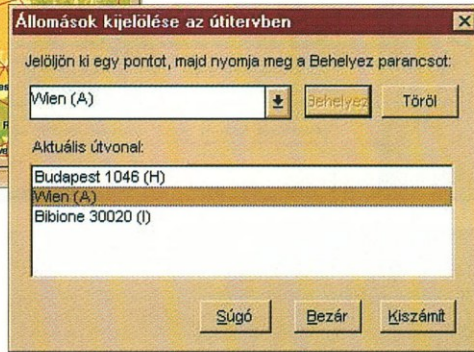 Állomások kijelölése az útitervben
Jelöljön ki egy pontot, majd nyomja meg a Behelyez parancsot:
Wien (A)
Behelyez
Töröl
Aktuális útvonal:
Budapest 1046 (H)
Wien (A)
Bibione 30020 (I)
Súgó
Bezár
Kiszámít